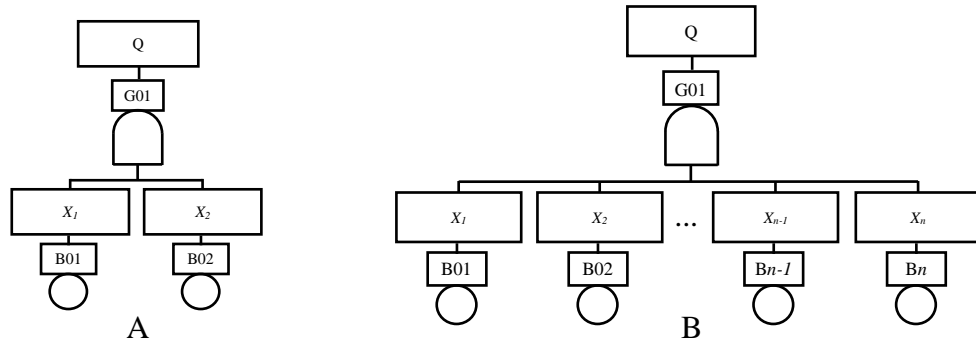 Q
G01
X₁
X₂
B01
B02
A
Q
G01
X₁
X₂
...
Xₙ₋₁
Xₙ
B01
B02
Bn-1
Bn
B